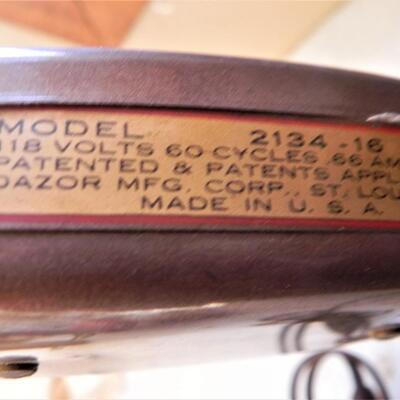 MODEL 2134-16
118 VOLTS 60 CYCLES .66 AM
PATENTED & PATENTS APPL
DAZOR MFG. CORP., ST. LOU
MADE IN U. S. A.